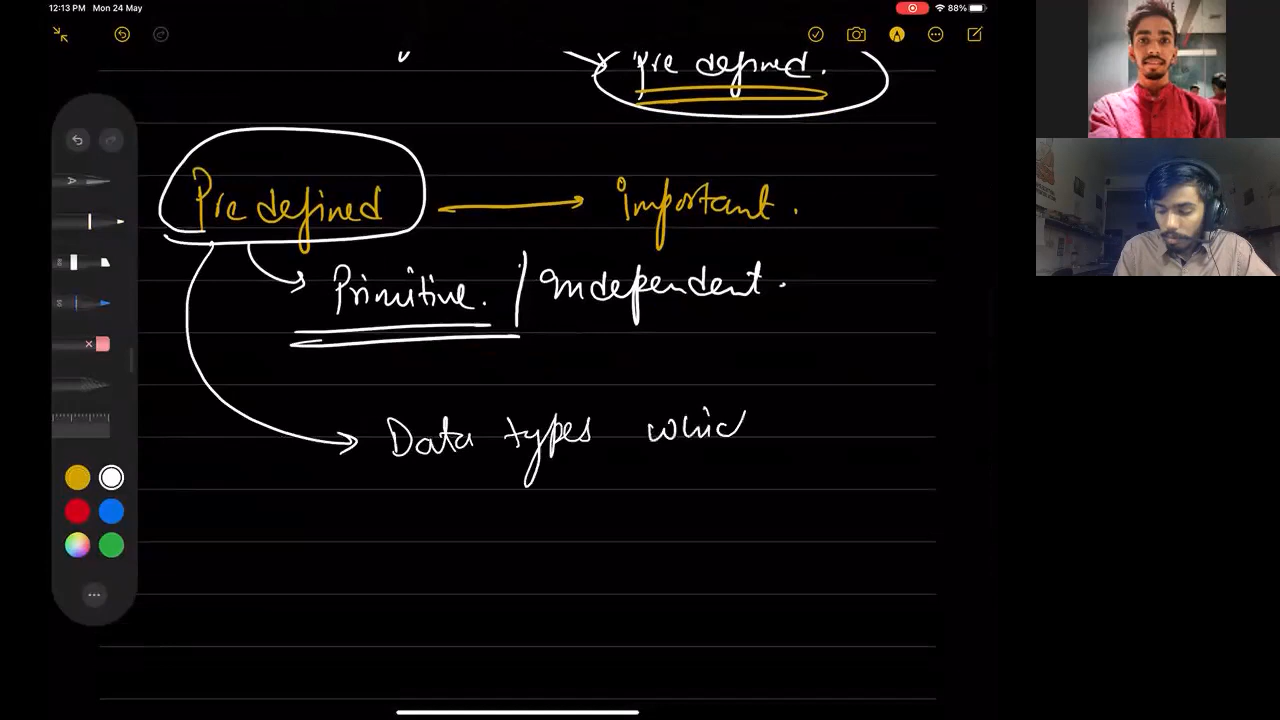 12:13 PM Mon 24 May 88%
Pre defined.
Pre defined → important.
Primitive. / Independent.
→ Data types whic